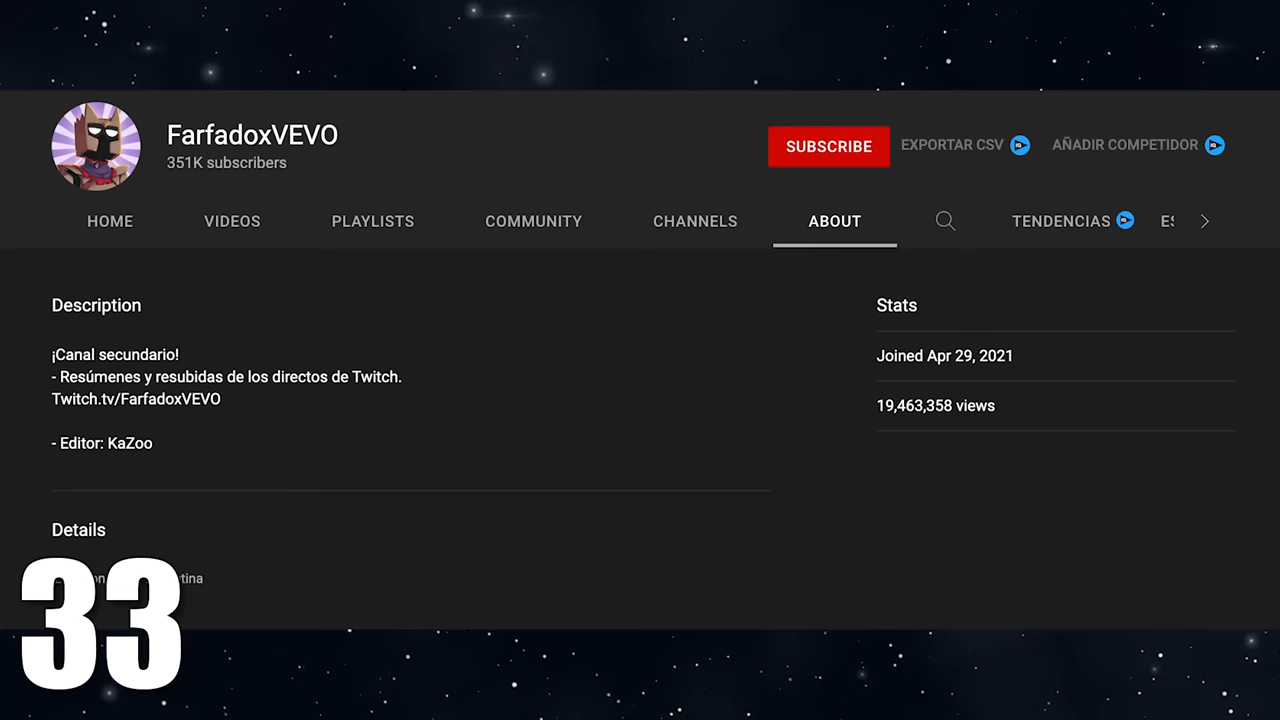 FarfadoxVEVO
351K subscribers
SUBSCRIBE
EXPORTAR CSV
AÑADIR COMPETIDOR
HOME VIDEOS PLAYLISTS COMMUNITY CHANNELS ABOUT TENDENCIAS
Description
¡Canal secundario!
- Resúmenes y resubidas de los directos de Twitch.
Twitch.tv/FarfadoxVEVO
- Editor: KaZoo
Stats
Joined Apr 29, 2021
19,463,358 views
Details
33